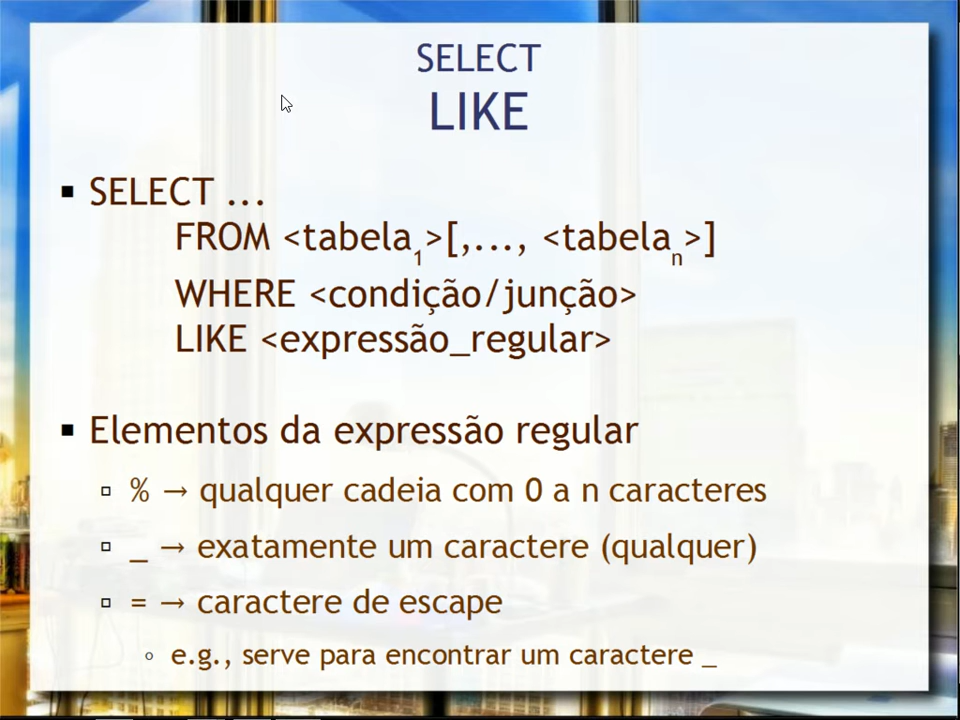 SELECT
LIKE
▪ SELECT ...
FROM <tabela1>[,..., <tabelan>]
WHERE <condição/junção>
LIKE <expressão_regular>
▪ Elementos da expressão regular
▫ % → qualquer cadeia com 0 a n caracteres
▫ _ → exatamente um caractere (qualquer)
▫ = → caractere de escape
◦ e.g., serve para encontrar um caractere _